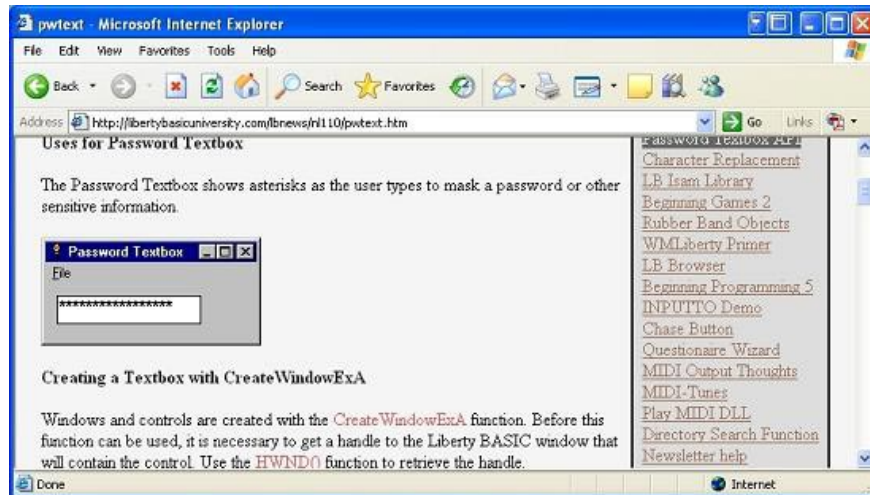 pwtext - Microsoft Internet Explorer
File Edit View Favorites Tools Help
Back Search Favorites
Address http://libertybasicuniversity.com/lbnews/nl110/pwtext.htm Go Links
Uses for Password Textbox
The Password Textbox shows asterisks as the user types to mask a password or other
sensitive information.
Password Textbox
File
*****************
Creating a Textbox with CreateWindowExA
Windows and controls are created with the CreateWindowExA function. Before this
function can be used, it is necessary to get a handle to the Liberty BASIC window that
will contain the control. Use the HWND() function to retrieve the handle.
Password Textbox API
Character Replacement
LB Isam Library
Beginning Games 2
Rubber Band Objects
WMLiberty Primer
LB Browser
Beginning Programming 5
INPUTTO Demo
Chase Button
Questionaire Wizard
MIDI Output Thoughts
MIDI-Tunes
Play MIDI DLL
Directory Search Function
Newsletter help
Done Internet